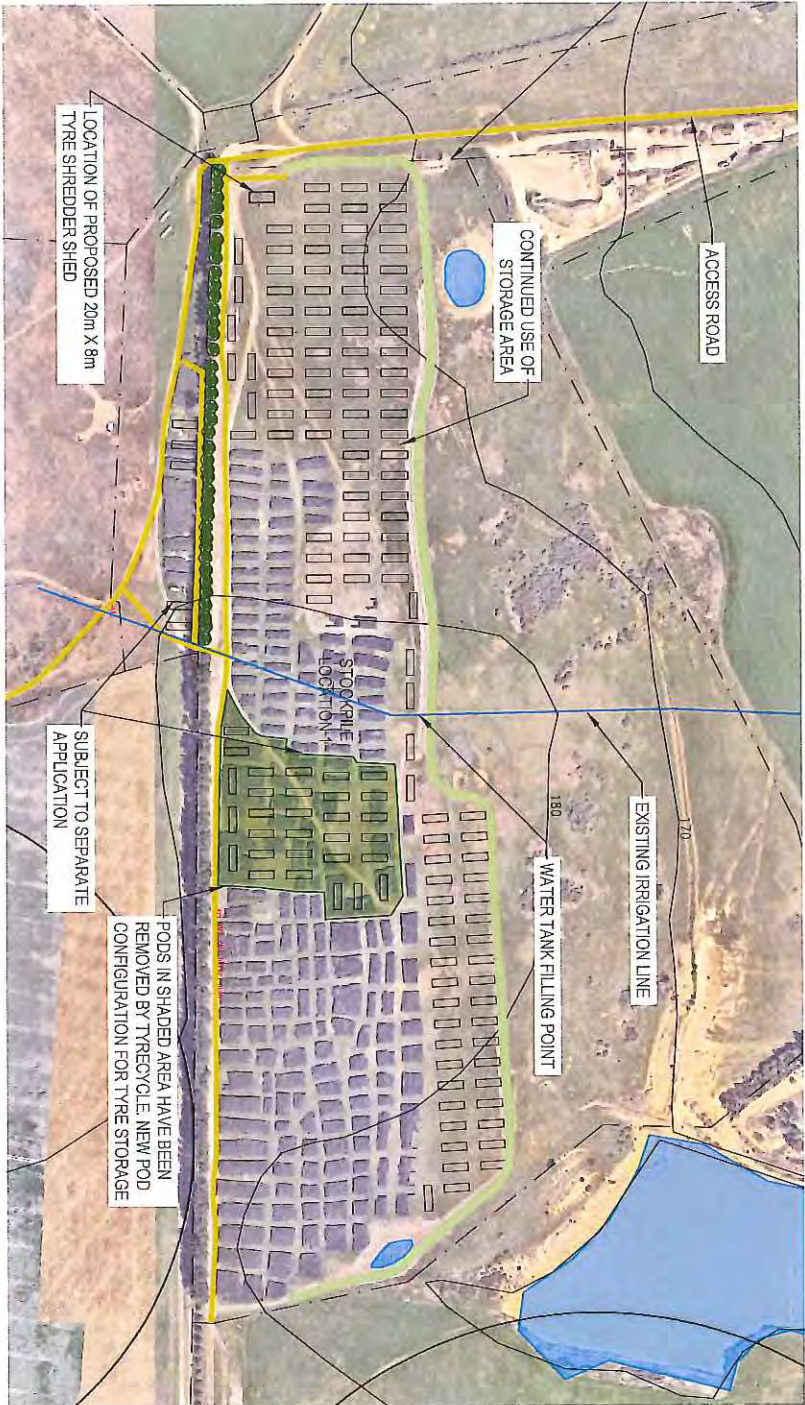 ACCESS ROAD
CONTINUED USE OF
STORAGE AREA
LOCATION OF PROPOSED 20m X 8m
TYRE SHREDDER SHED
EXISTING IRRIGATION LINE
170
180
WATER TANK FILLING POINT
STOCKPILE
LOCATION 1
SUBJECT TO SEPARATE
APPLICATION
PODS IN SHADED AREA HAVE BEEN
REMOVED BY TYRECYCLE. NEW POD
CONFIGURATION FOR TYRE STORAGE